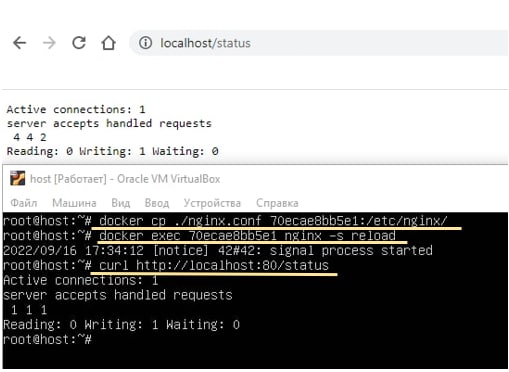 localhost/status
Active connections: 1
server accepts handled requests
4 4 2
Reading: 0 Writing: 1 Waiting: 0
host [Работает] - Oracle VM VirtualBox
Файл Машина Вид Ввод Устройства Справка
root@host:~# docker cp ./nginx.conf 70ecae8bb5e1:/etc/nginx/
root@host:~# docker exec 70ecae8bb5e1 nginx -s reload
2022/09/16 17:34:12 [notice] 42#42: signal process started
root@host:~# curl http://localhost:80/status
Active connections: 1
server accepts handled requests
1 1 1
Reading: 0 Writing: 1 Waiting: 0
root@host:~#